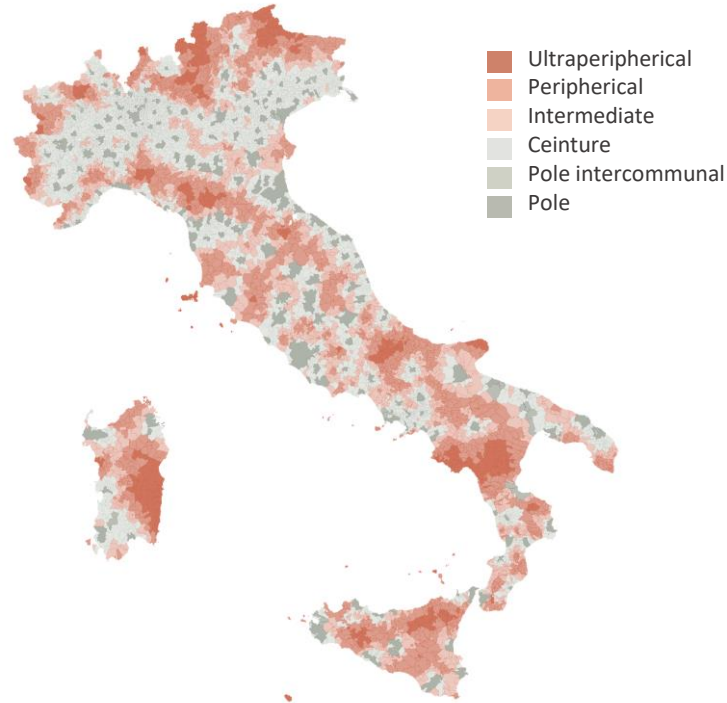 Ultraperipherical
Peripherical
Intermediate
Ceinture
Pole intercommunal
Pole